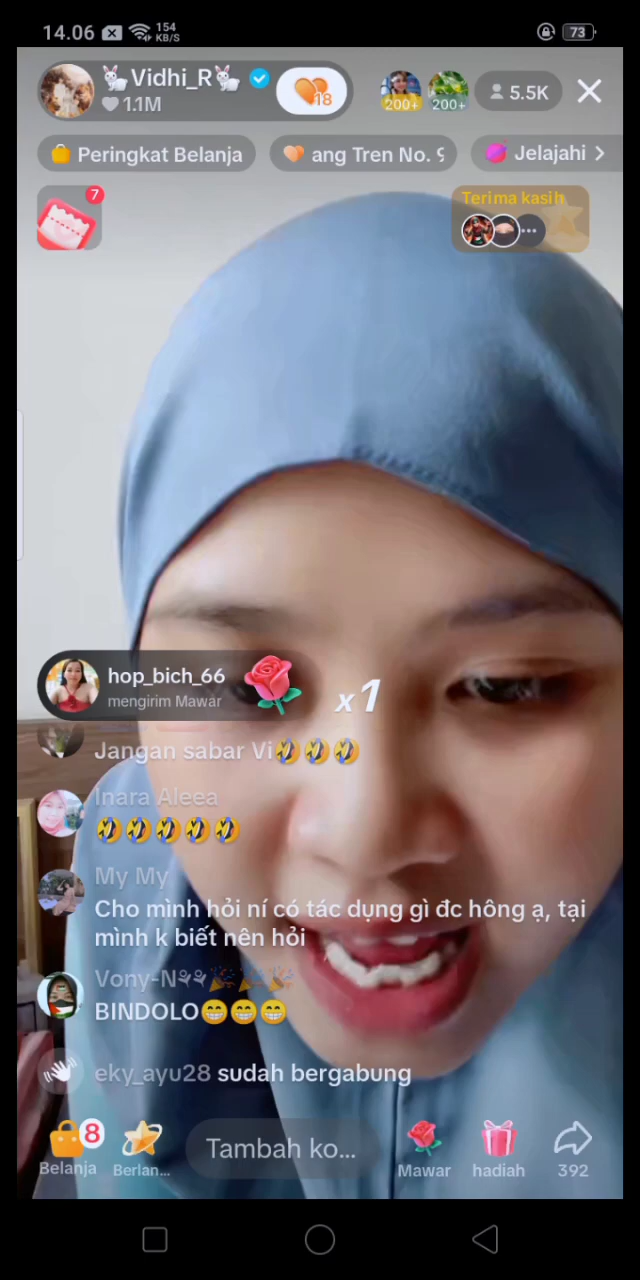 14.06
154
KB/S
73
🐇Vidhi_R🐇
1.1M
18
200+
200+
5.5K
Peringkat Belanja
ang Tren No. 9
Jelajahi
7
Terima kasih
hop_bich_66
mengirim Mawar
x1
Jangan sabar Vi🤣🤣🤣
Inara Aleea
🤣🤣🤣🤣🤣
My My
Cho mình hỏi ní có tác dụng gì đc hông ạ, tại
mình k biết nên hỏi
Vony-N२२🎉🎉🎉
BINDOLO😁😁😁
eky_ayu28 sudah bergabung
8
Belanja
Berlan...
Tambah ko...
Mawar
hadiah
392